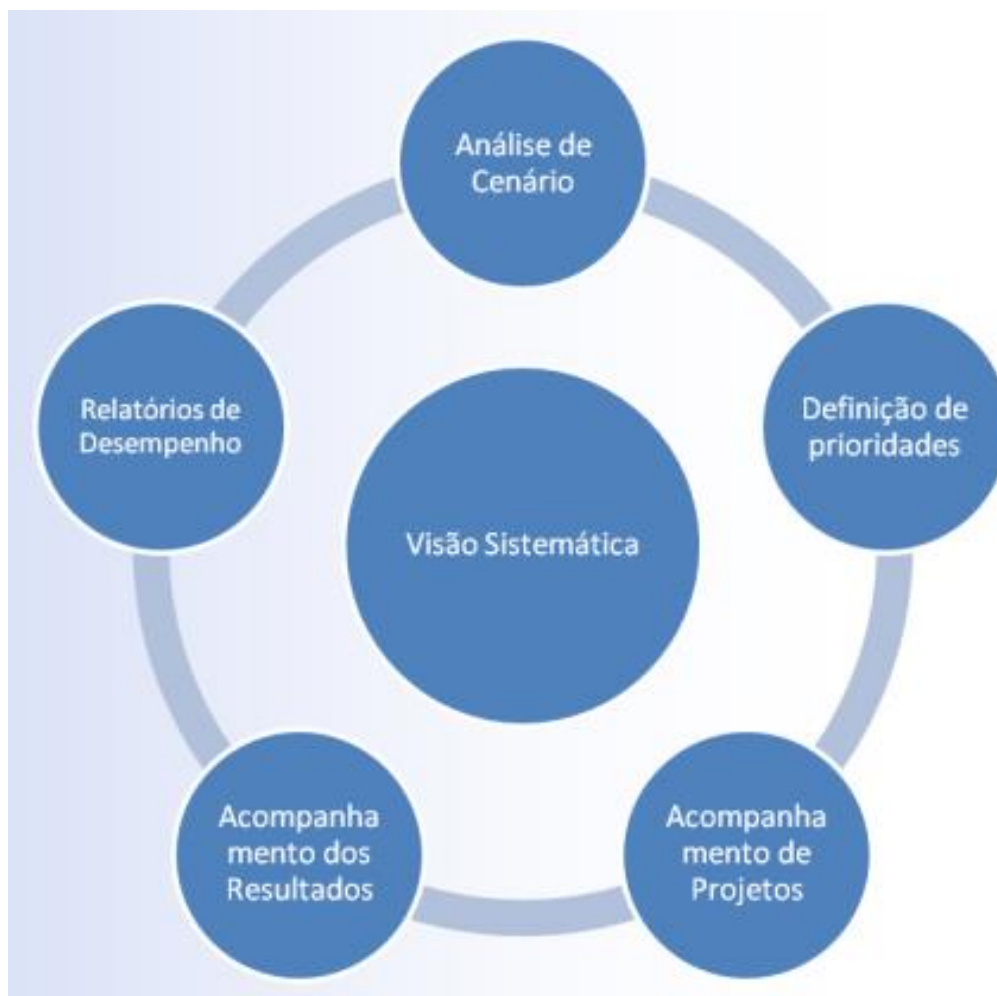 Análise de
Cenário
Definição de
prioridades
Relatórios de
Desempenho
Visão Sistemática
Acompanha
mento dos
Resultados
Acompanha
mento de
Projetos